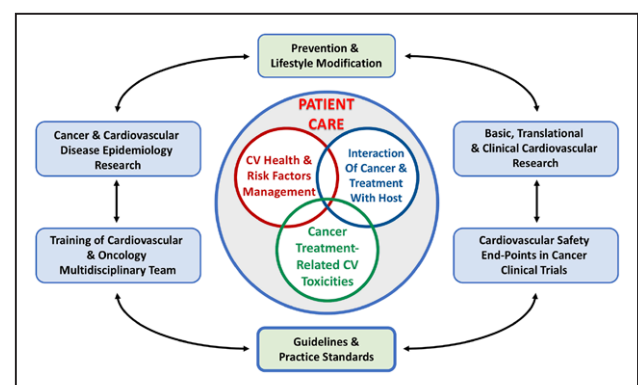 Prevention &
Lifestyle Modification
PATIENT
CARE
Cancer & Cardiovascular
Disease Epidemiology
Research
CV Health &
Risk Factors
Management
Interaction
Of Cancer &
Treatment
With Host
Basic, Translational
& Clinical Cardiovascular
Research
Training of Cardiovascular
& Oncology
Multidisciplinary Team
Cancer
Treatment-
Related CV
Toxicities
Cardiovascular Safety
End-Points in Cancer
Clinical Trials
Guidelines &
Practice Standards